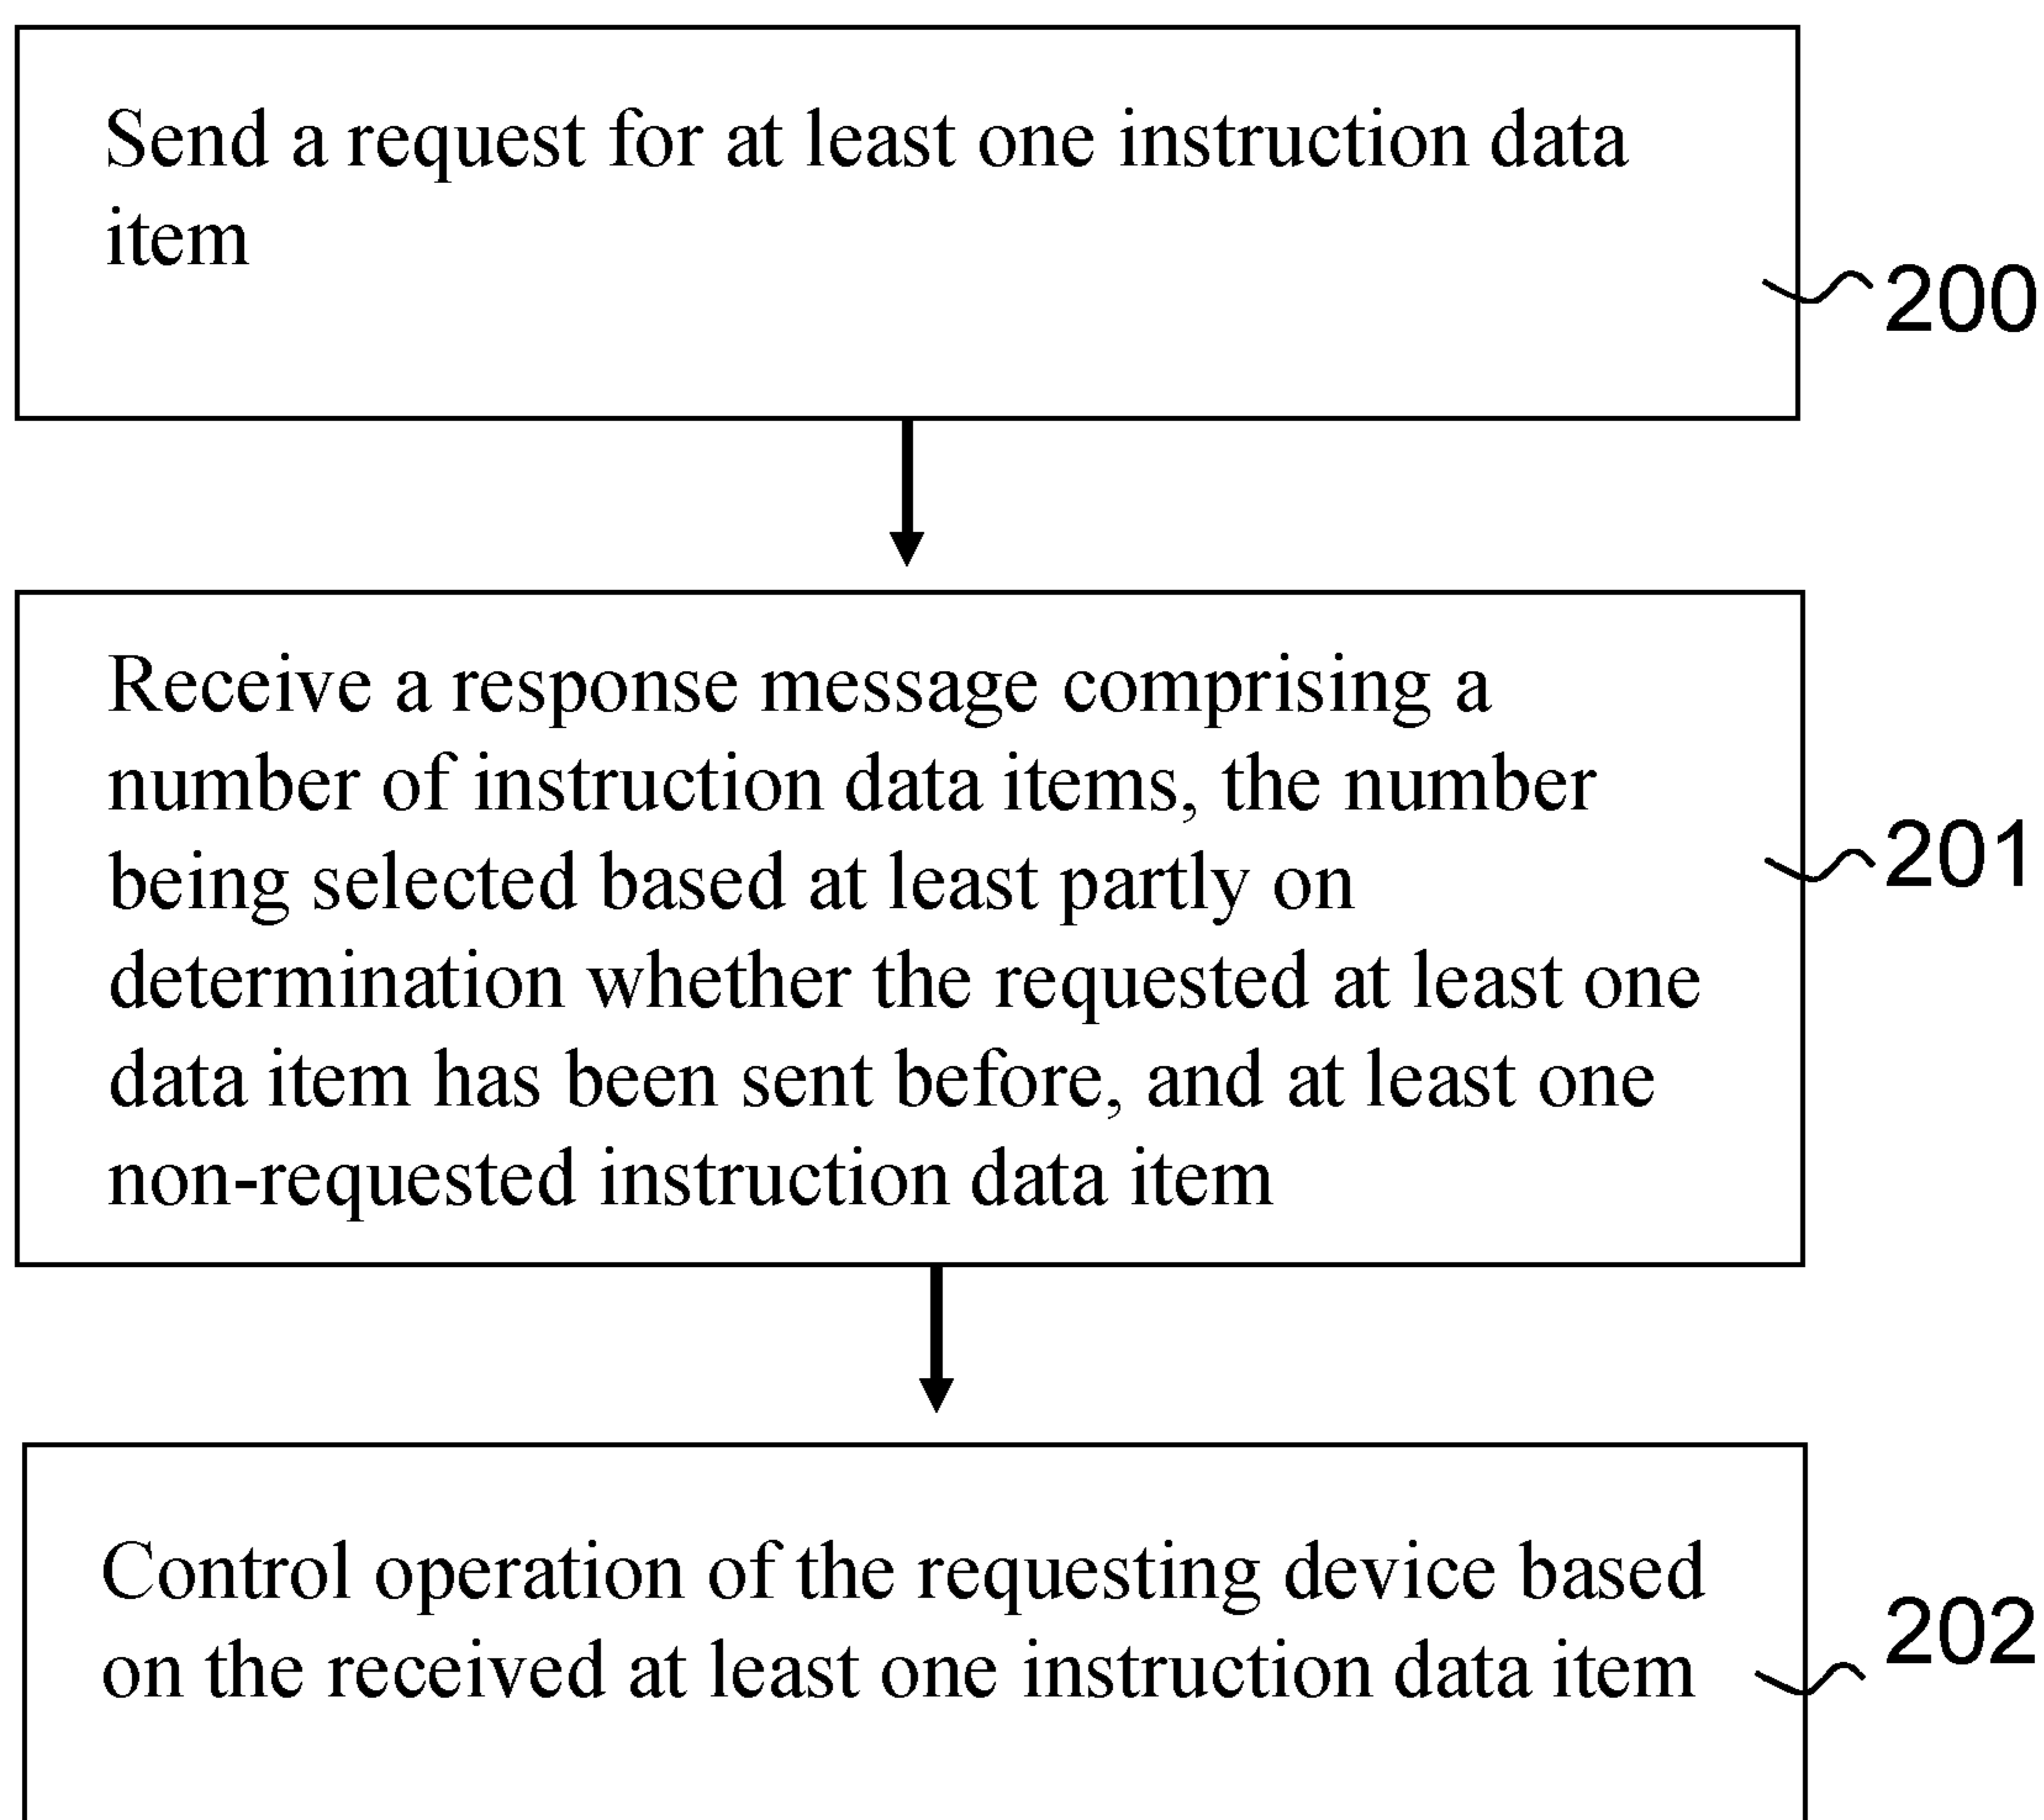 Send a request for at least one instruction data
item
200
Receive a response message comprising a
number of instruction data items, the number
being selected based at least partly on
determination whether the requested at least one
data item has been sent before, and at least one
non-requested instruction data item
201
Control operation of the requesting device based
on the received at least one instruction data item
202